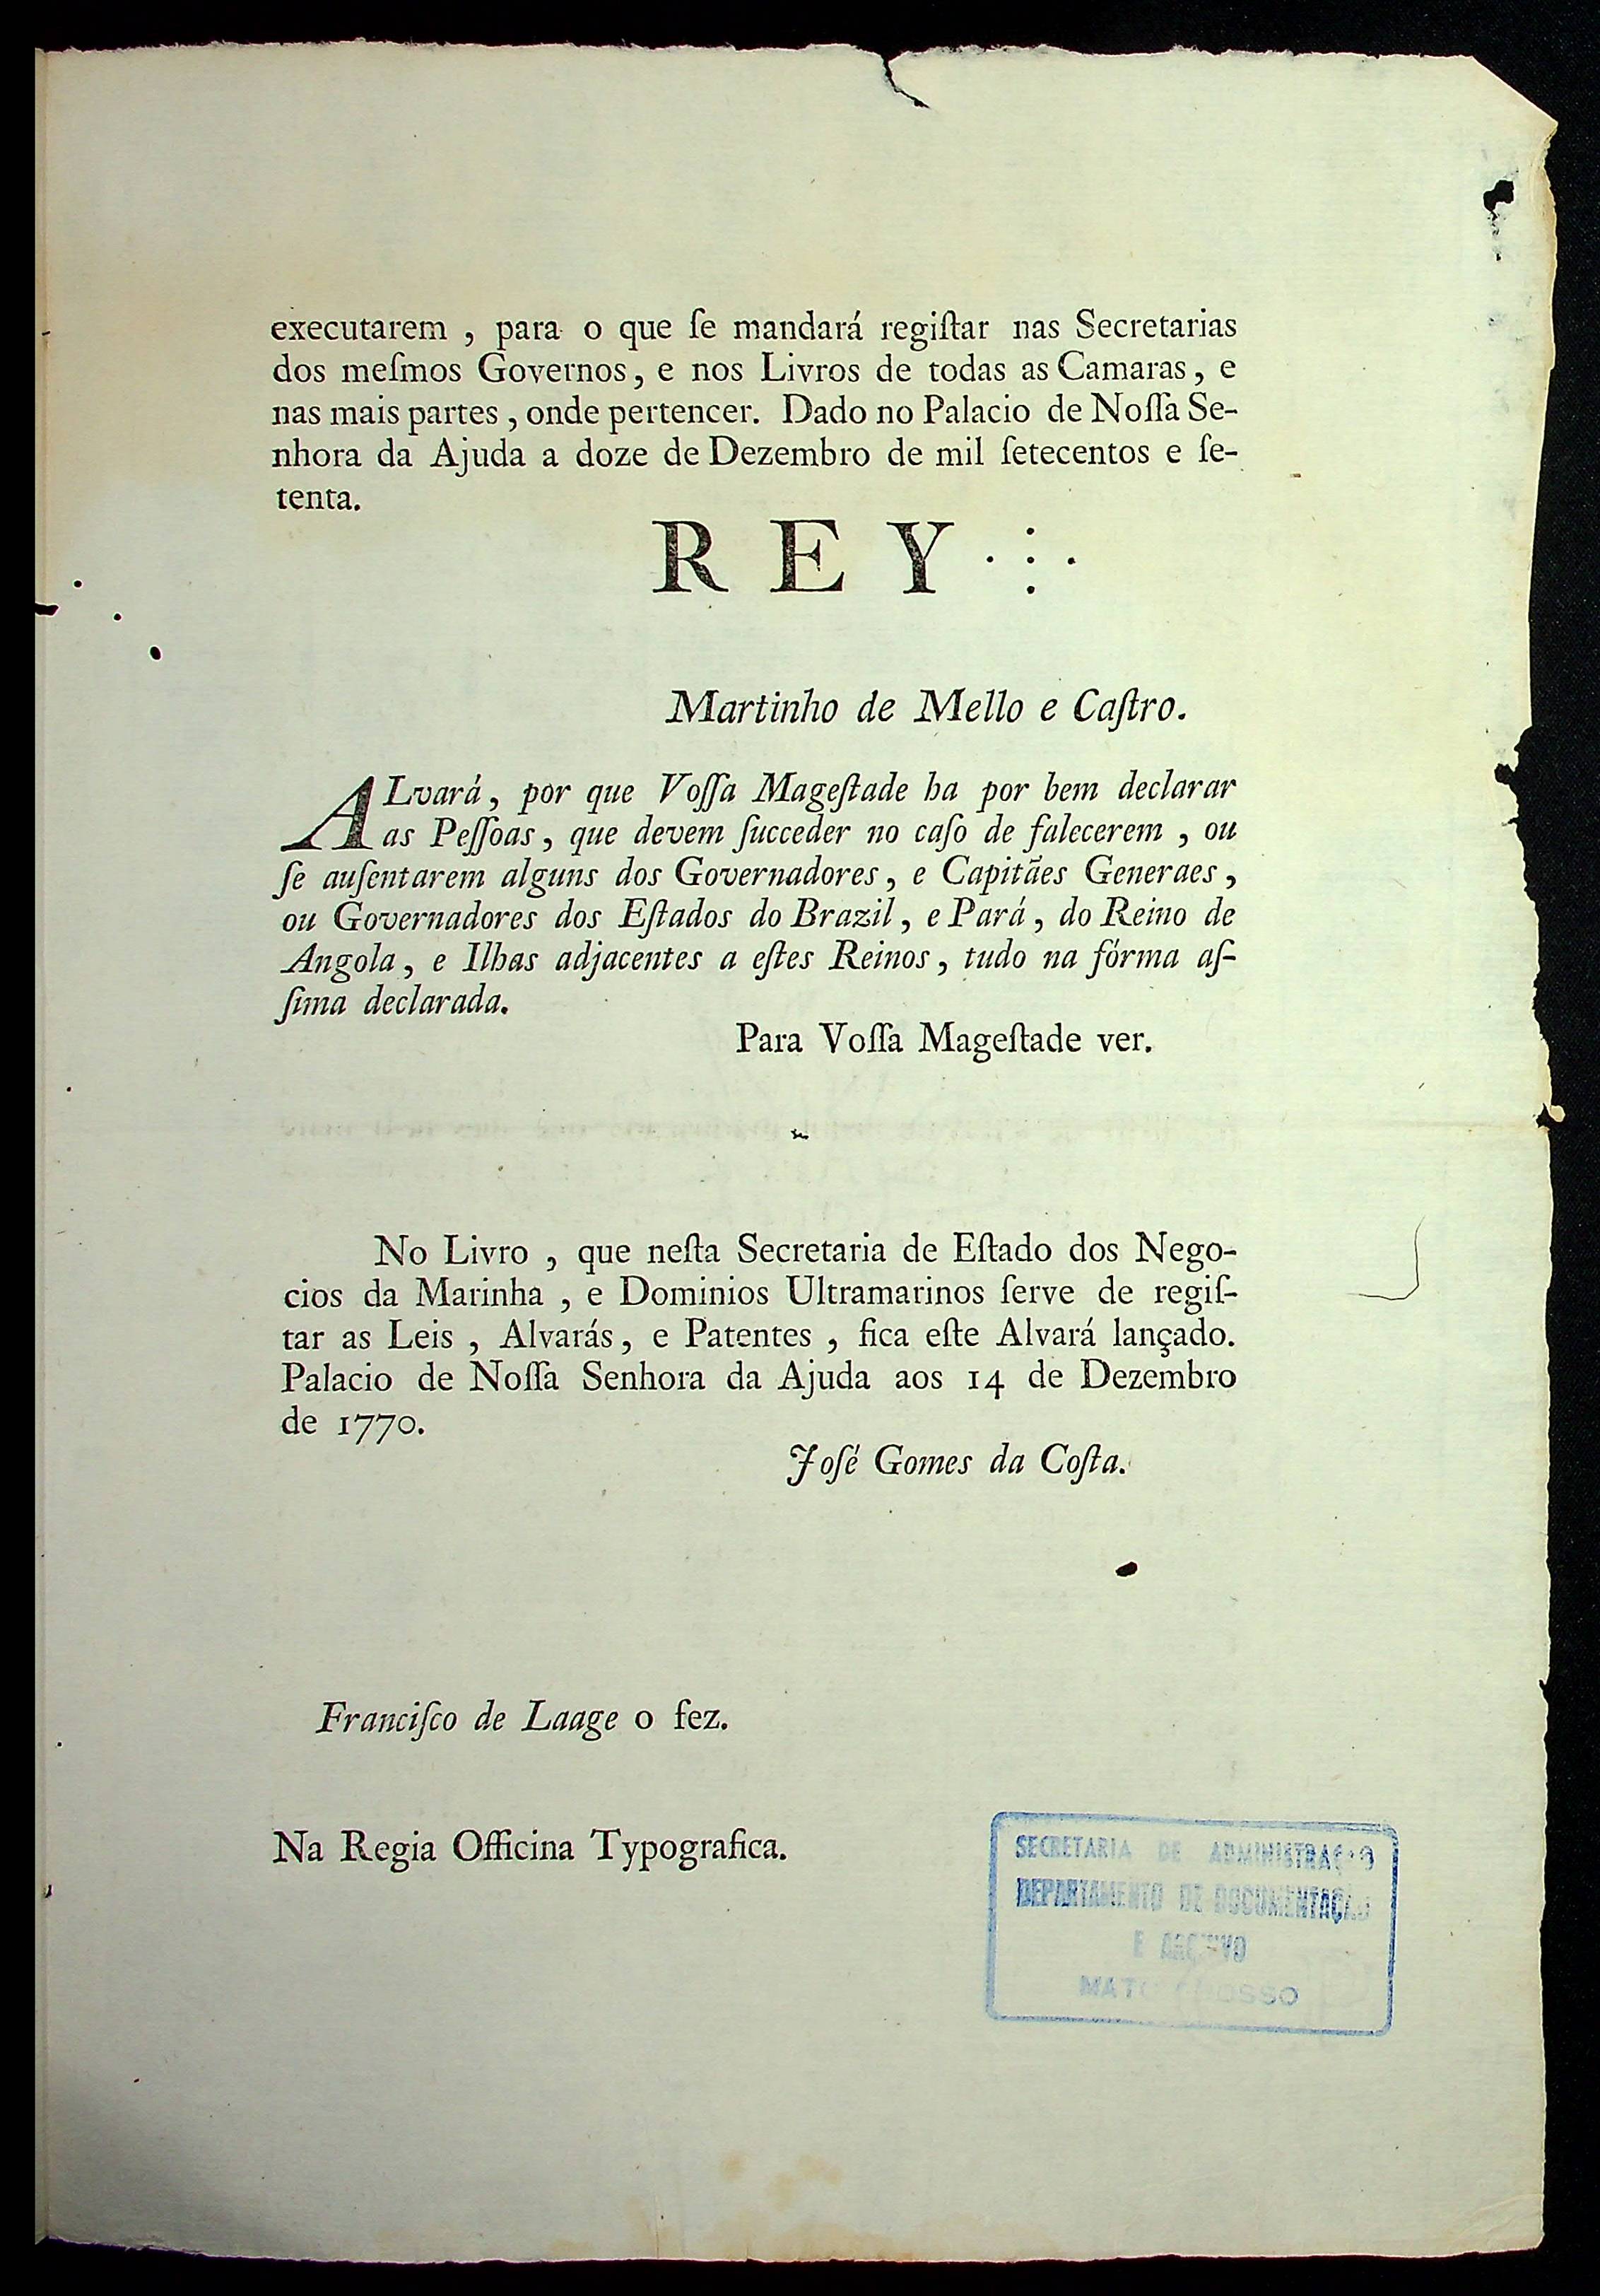 executarem , para o que ſe mandará regiſtar nas Secretarias
dos meſmos Governos, e nos Livros de todas as Camaras, e
nas mais partes, onde pertencer. Dado no Palacio de Noſſa Se-
nhora da Ajuda a doze de Dezembro de mil ſetecentos e ſe-
tenta.
REY
Martinho de Mello e Caſtro.
ALvará, por que Voſſa Mageſtade ha por bem declarar
as Peſſoas, que devem ſucceder no caſo de falecerem , ou
ſe auſentarem alguns dos Governadores, e Capitães Generaes,
ou Governadores dos Eſtados do Brazil, e Pará, do Reino de
Angola, e Ilhas adjacentes a eſtes Reinos, tudo na fórma aſ-
ſima declarada.
Para Voſſa Mageſtade ver.
No Livro , que neſta Secretaria de Eſtado dos Nego-
cios da Marinha , e Dominios Ultramarinos ſerve de regiſ-
tar as Leis , Alvarás, e Patentes , fica eſte Alvará lançado.
Palacio de Noſſa Senhora da Ajuda aos 14 de Dezembro
de 1770.
Joſé Gomes da Coſta.
Franciſco de Laage o fez.
Na Regia Officina Typografica.
SECRETARIA DE ADMINISTRAÇÃO
DEPARTAMENTO DE DOCUMENTAÇÃO
E ARQUIVO
MATO GROSSO